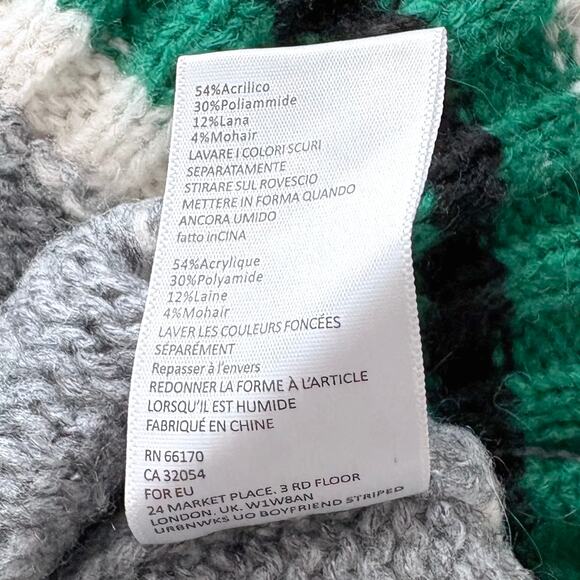 54%Acrilico
30%Poliammide
12%Lana
4%Mohair
LAVARE I COLORI SCURI
SEPARATAMENTE
STIRARE SUL ROVESCIO
METTERE IN FORMA QUANDO
ANCORA UMIDO
fatto inCINA
54%Acrylique
30%Polyamide
12%Laine
4%Mohair
LAVER LES COULEURS FONCÉES
SÉPARÉMENT
Repasser à l'envers
REDONNER LA FORME À L'ARTICLE
LORSQU'IL EST HUMIDE
FABRIQUÉ EN CHINE
RN 66170
CA 32054
FOR EU
24 MARKET PLACE. 3 RD FLOOR
LONDON. UK. W1W8AN
URBNWKS UO BOYFRIEND STRIPED